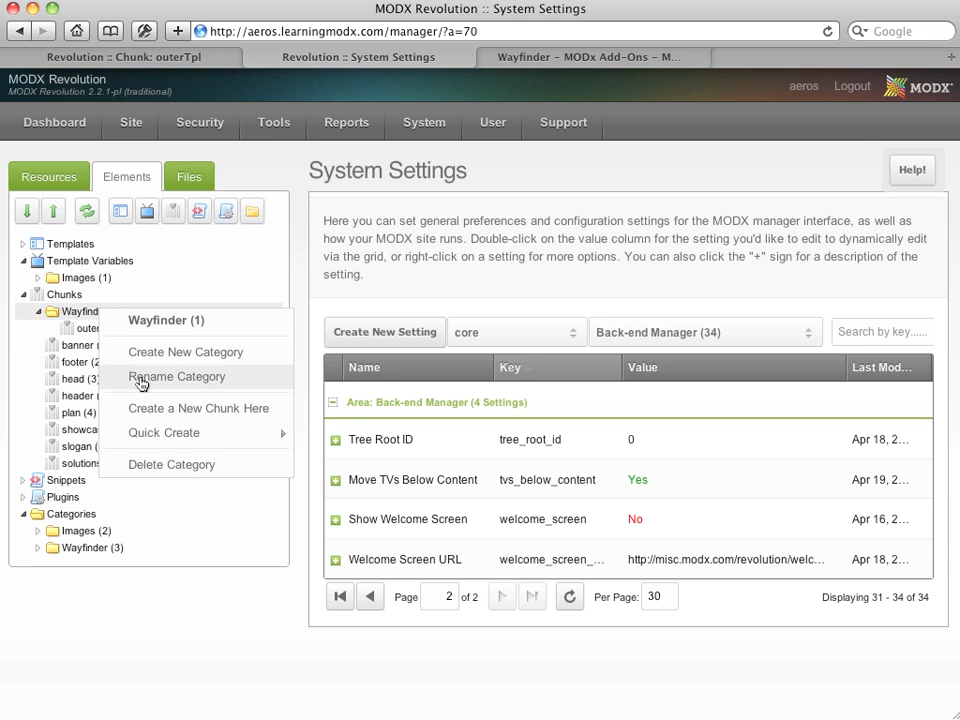 MODX Revolution :: System Settings
http://aeros.learningmodx.com/manager/?a=70
Google
Revolution :: Chunk: outerTpl
Revolution :: System Settings
Wayfinder – MODx Add-Ons – M...
MODX Revolution
MODX Revolution 2.2.1-pl (traditional)
aeros
Logout
MODX
Dashboard
Site
Security
Tools
Reports
System
User
Support
Resources
Elements
Files
Templates
Template Variables
Images (1)
Chunks
Wayfind
oute
banner (
footer (2
head (3)
header (
plan (4)
showca
slogan (
solutions
Snippets
Plugins
Categories
Images (2)
Wayfinder (3)
Wayfinder (1)
Create New Category
Rename Category
Create a New Chunk Here
Quick Create
Delete Category
System Settings
Help!
Here you can set general preferences and configuration settings for the MODX manager interface, as well as
how your MODX site runs. Double-click on the value column for the setting you'd like to edit to dynamically edit
via the grid, or right-click on a setting for more options. You can also click the "+" sign for a description of the
setting.
Create New Setting
core
Back-end Manager (34)
Search by key......
Name Key Value Last Mod...
Area: Back-end Manager (4 Settings)
Tree Root ID tree_root_id 0 Apr 18, 2...
Move TVs Below Content tvs_below_content Yes Apr 19, 2...
Show Welcome Screen welcome_screen No Apr 16, 2...
Welcome Screen URL welcome_screen_... http://misc.modx.com/revolution/welc... Apr 18, 2...
Page 2 of 2
Per Page: 30
Displaying 31 - 34 of 34